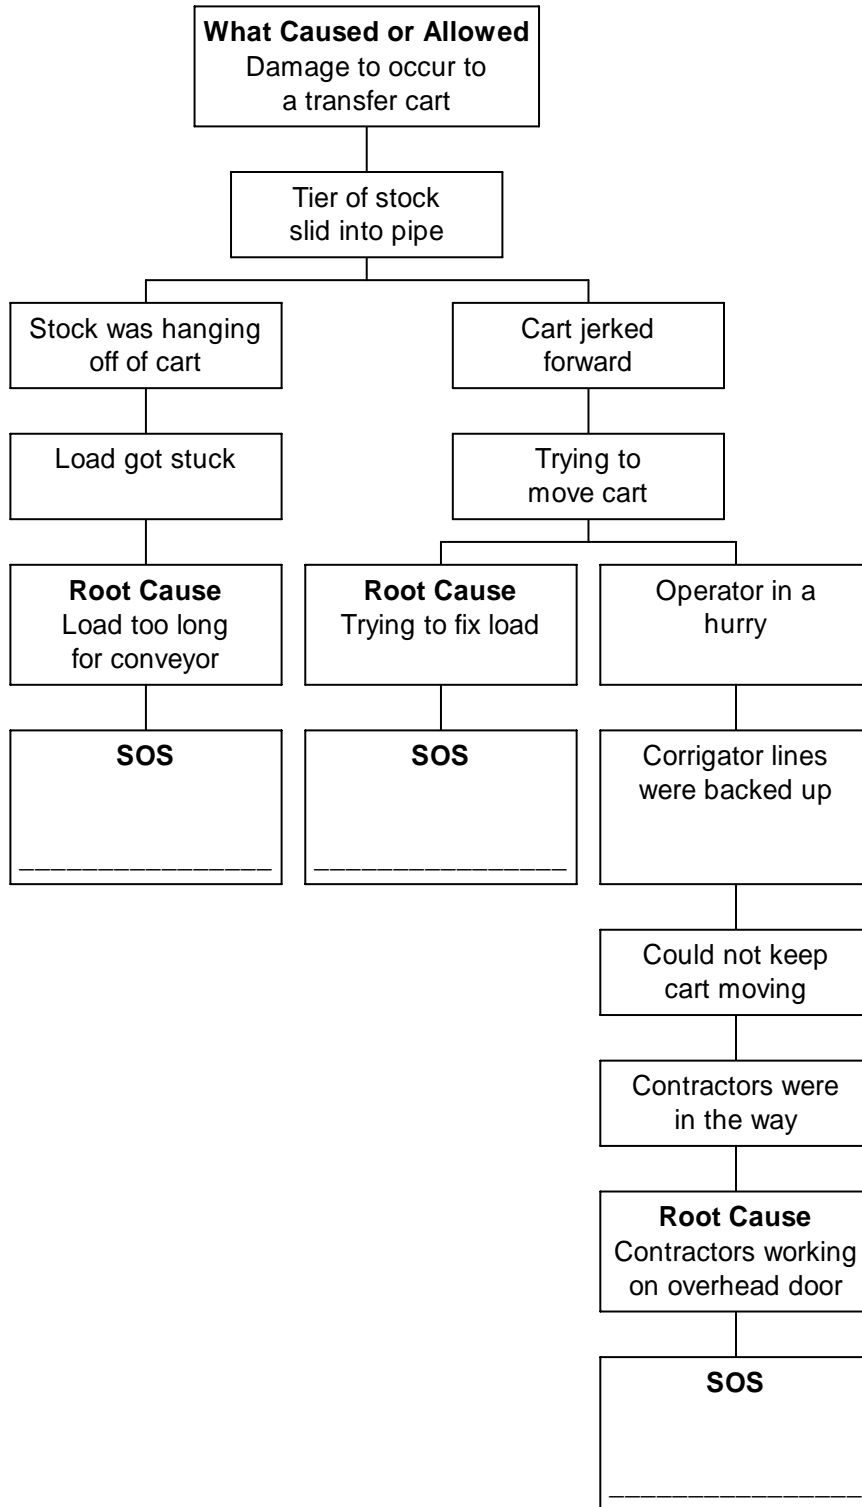 What Caused or Allowed
Damage to occur to
a transfer cart
Tier of stock
slid into pipe
Stock was hanging
off of cart
Cart jerked
forward
Load got stuck
Trying to
move cart
Root Cause
Load too long
for conveyor
Root Cause
Trying to fix load
Operator in a
hurry
SOS
________________
SOS
________________
Corrigator lines
were backed up
Could not keep
cart moving
Contractors were
in the way
Root Cause
Contractors working
on overhead door
SOS
________________